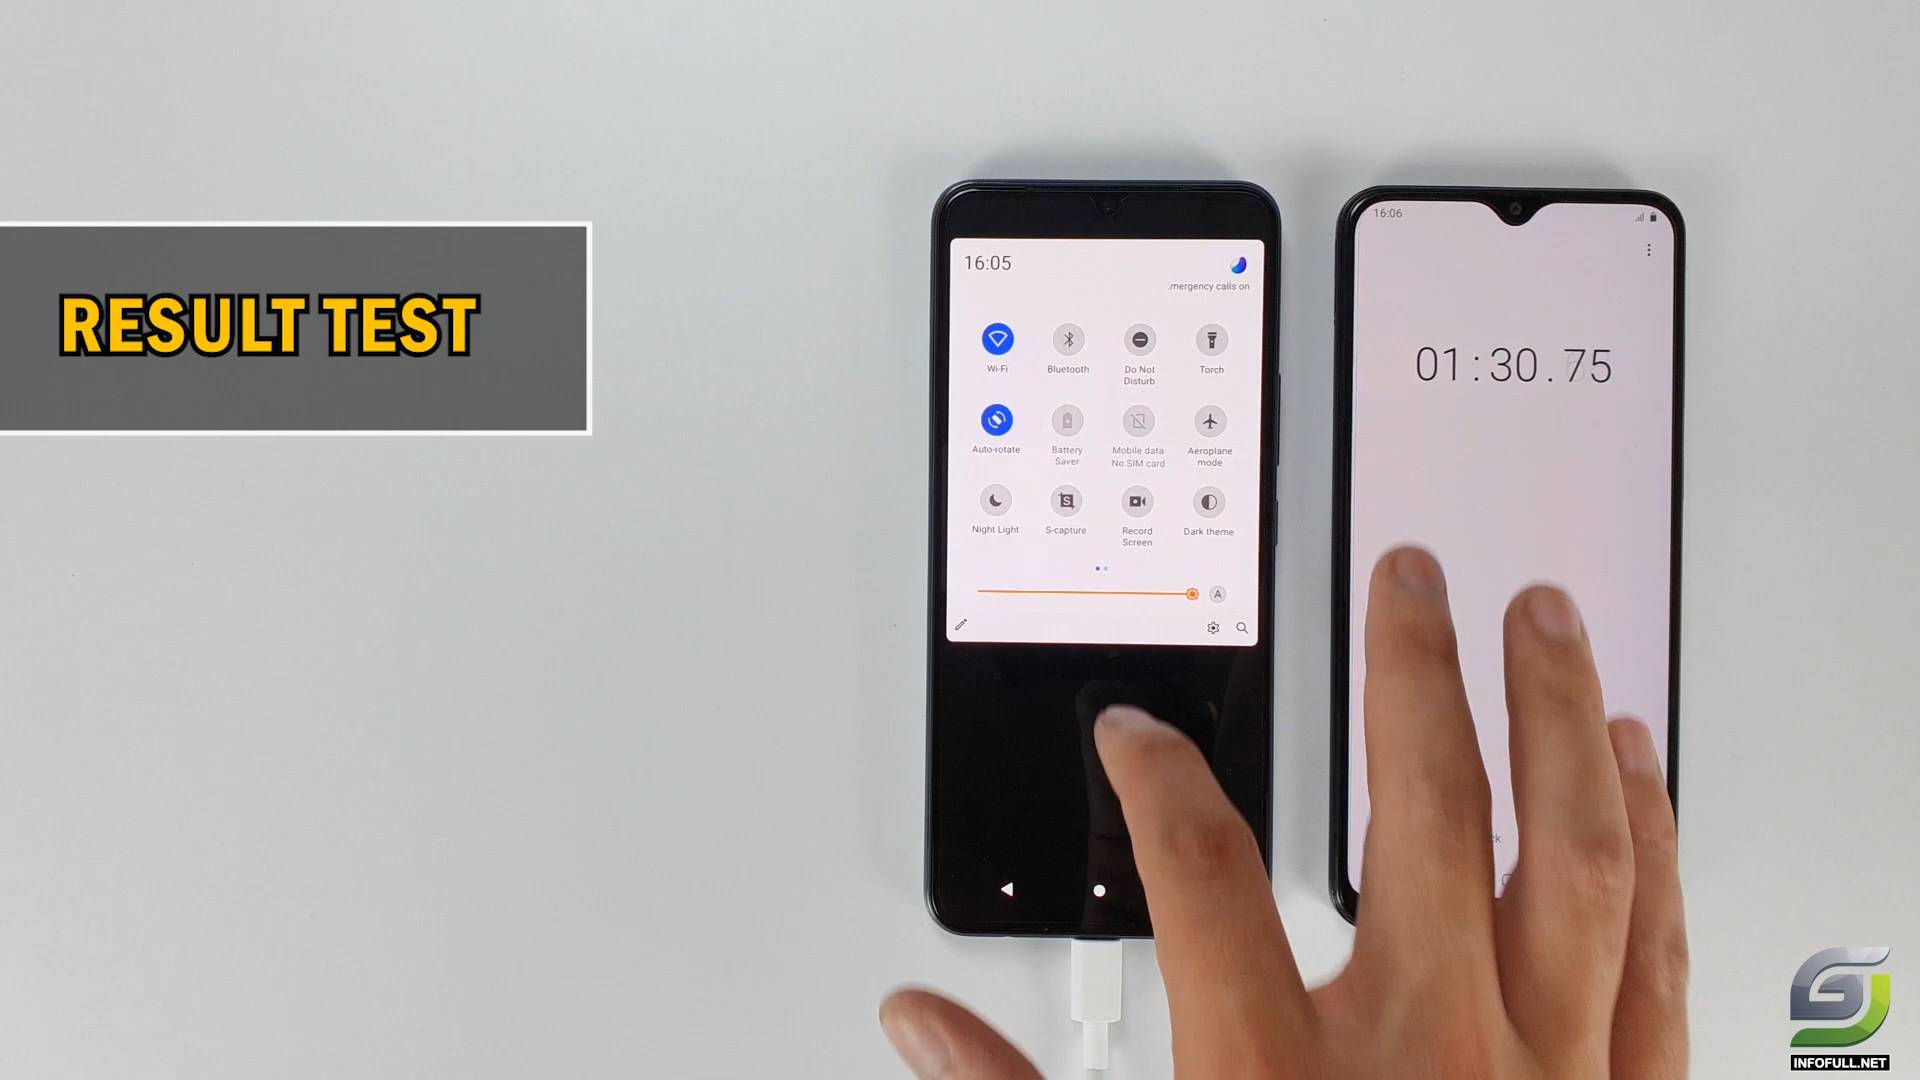 RESULT TEST
16:05
mergency calls on
Wi-Fi
Bluetooth
Do Not
Disturb
Torch
Auto-rotate
Battery
Saver
Mobile data
No SIM card
Aeroplane
mode
Night Light
S-capture
Record
Screen
Dark theme
A
16:06
01:30.75
INFOFULL.NET